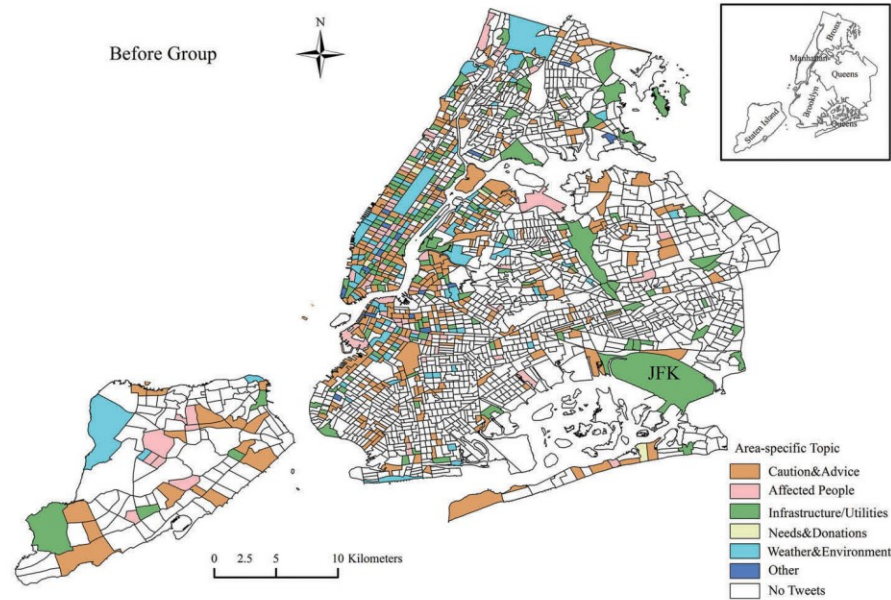 Before Group
N
Bronx
Manhattan
Queens
Brooklyn
Queens
Staten Island
JFK
Area-specific Topic
Caution&Advice
Affected People
Infrastructure/Utilities
Needs&Donations
Weather&Environment
Other
No Tweets
0 2.5 5 10 Kilometers